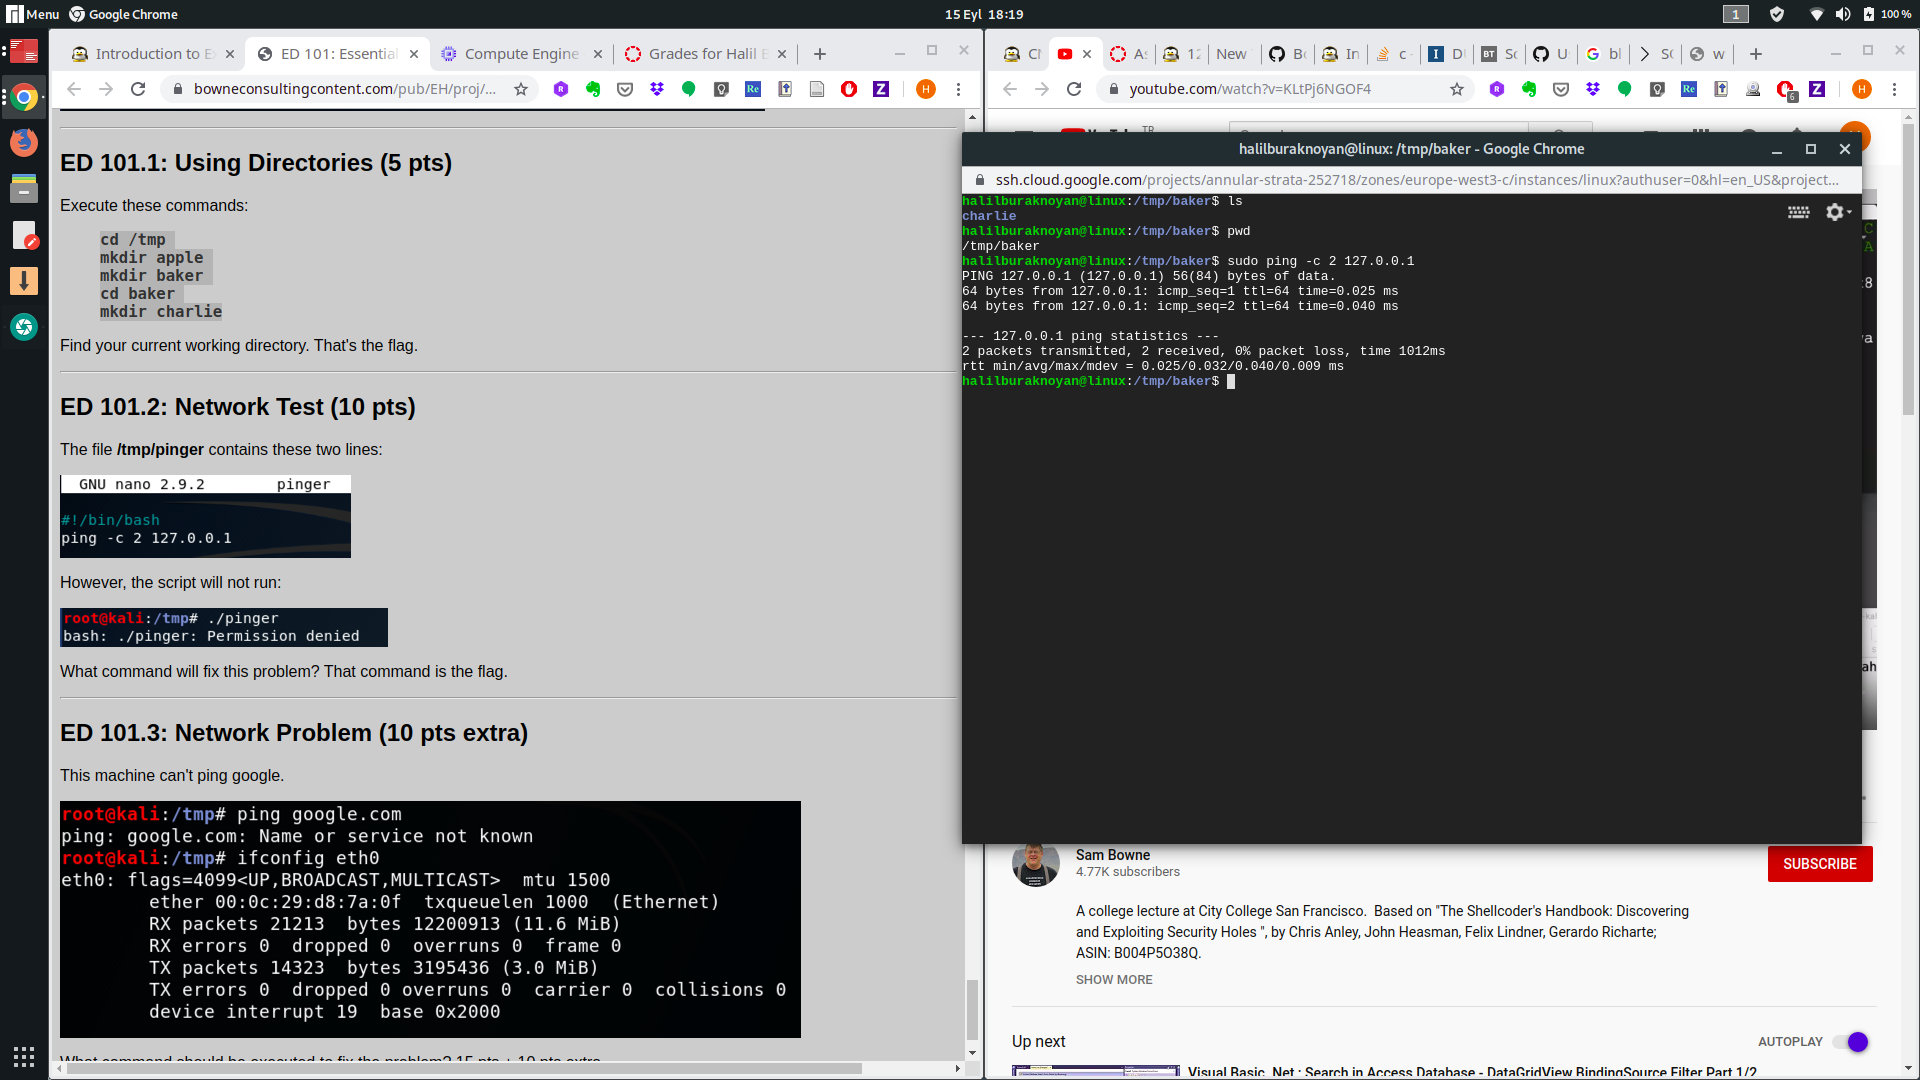 Menu Google Chrome
15 Eyl 18:19
1
100 %
Introduction to E
ED 101: Essential
Compute Engine
Grades for Halil
bowneconsultingcontent.com/pub/EH/proj/...
ED 101.1: Using Directories (5 pts)
Execute these commands:
cd /tmp
mkdir apple
mkdir baker
cd baker
mkdir charlie
Find your current working directory. That's the flag.
ED 101.2: Network Test (10 pts)
The file /tmp/pinger contains these two lines:
GNU nano 2.9.2 pinger
#!/bin/bash
ping -c 2 127.0.0.1
However, the script will not run:
root@kali:/tmp# ./pinger
bash: ./pinger: Permission denied
What command will fix this problem? That command is the flag.
ED 101.3: Network Problem (10 pts extra)
This machine can't ping google.
root@kali:/tmp# ping google.com
ping: google.com: Name or service not known
root@kali:/tmp# ifconfig eth0
eth0: flags=4099<UP,BROADCAST,MULTICAST> mtu 1500
ether 00:0c:29:d8:7a:0f txqueuelen 1000 (Ethernet)
RX packets 21213 bytes 12200913 (11.6 MiB)
RX errors 0 dropped 0 overruns 0 frame 0
TX packets 14323 bytes 3195436 (3.0 MiB)
TX errors 0 dropped 0 overruns 0 carrier 0 collisions 0
device interrupt 19 base 0x2000
What command should be executed to fix the problem? 15 pts + 10 pts extra
New
youtube.com/watch?v=KLtPj6NGOF4
halilburaknoyan@linux: /tmp/baker - Google Chrome
ssh.cloud.google.com/projects/annular-strata-252718/zones/europe-west3-c/instances/linux?authuser=0&hl=en_US&project...
halilburaknoyan@linux:/tmp/baker$ ls
charlie
halilburaknoyan@linux:/tmp/baker$ pwd
/tmp/baker
halilburaknoyan@linux:/tmp/baker$ sudo ping -c 2 127.0.0.1
PING 127.0.0.1 (127.0.0.1) 56(84) bytes of data.
64 bytes from 127.0.0.1: icmp_seq=1 ttl=64 time=0.025 ms
64 bytes from 127.0.0.1: icmp_seq=2 ttl=64 time=0.040 ms
--- 127.0.0.1 ping statistics ---
2 packets transmitted, 2 received, 0% packet loss, time 1012ms
rtt min/avg/max/mdev = 0.025/0.032/0.040/0.009 ms
halilburaknoyan@linux:/tmp/baker$
Sam Bowne
4.77K subscribers
SUBSCRIBE
A college lecture at City College San Francisco. Based on "The Shellcoder's Handbook: Discovering
and Exploiting Security Holes ", by Chris Anley, John Heasman, Felix Lindner, Gerardo Richarte;
ASIN: B004P5O38Q.
SHOW MORE
Up next
AUTOPLAY
Visual Basic .Net : Search in Access Database - DataGridView BindingSource Filter Part 1/2